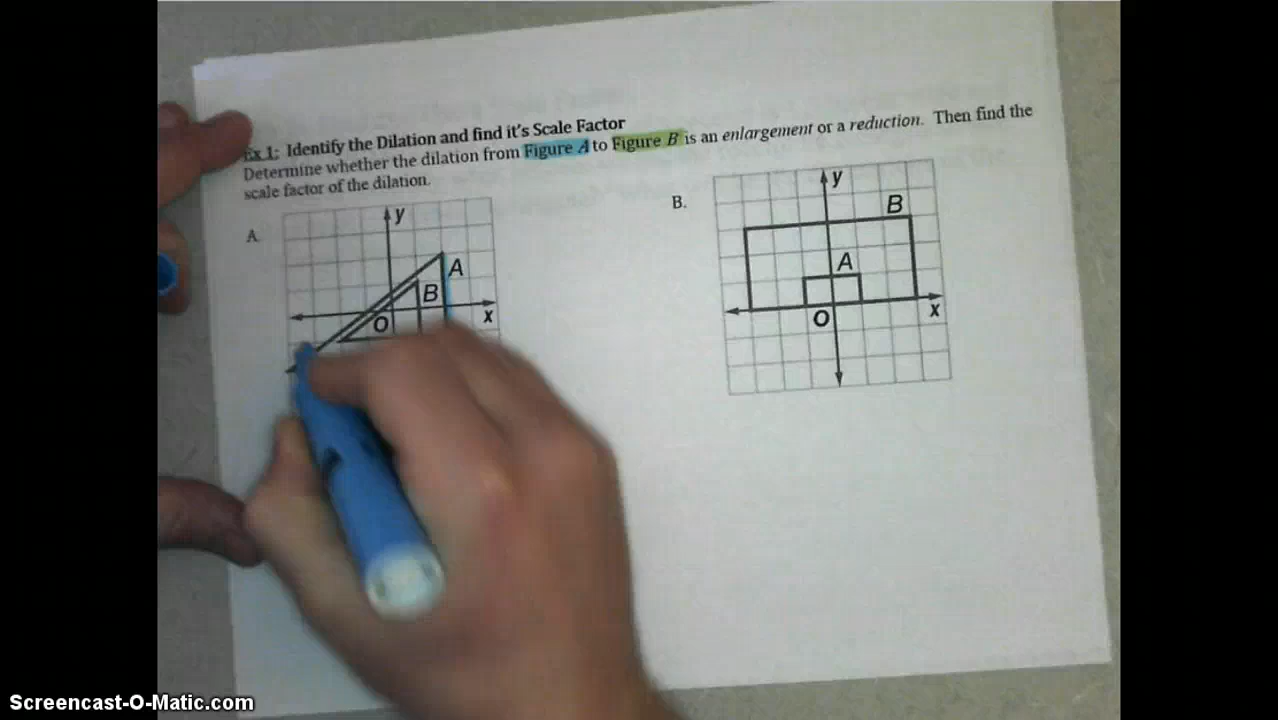 Ex.1: Identify the Dilation and find it's Scale Factor
Determine whether the dilation from Figure A to Figure B is an enlargement or a reduction. Then find the
scale factor of the dilation.
A.
y
A
B
O
x
B.
y
B
A
O
x
Screencast-O-Matic.com